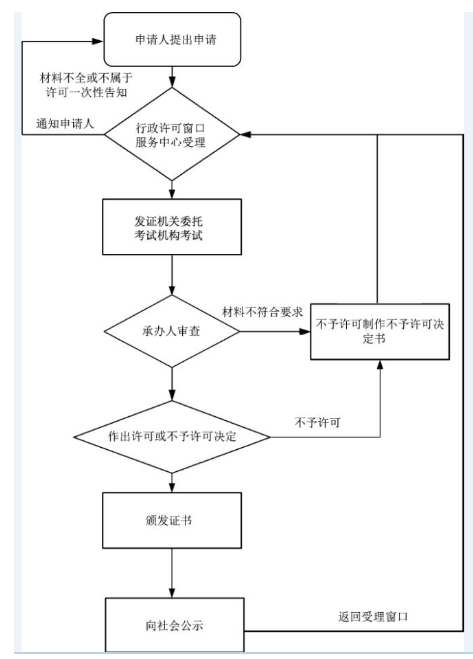 申请人提出申请
材料不全或不属于
许可一次性告知
通知申请人
行政许可窗口
服务中心受理
发证机关委托
考试机构考试
材料不符合要求
承办人审查
不予许可制作不予许可决
定书
不予许可
作出许可或不予许可决定
颁发证书
向社会公示
返回受理窗口